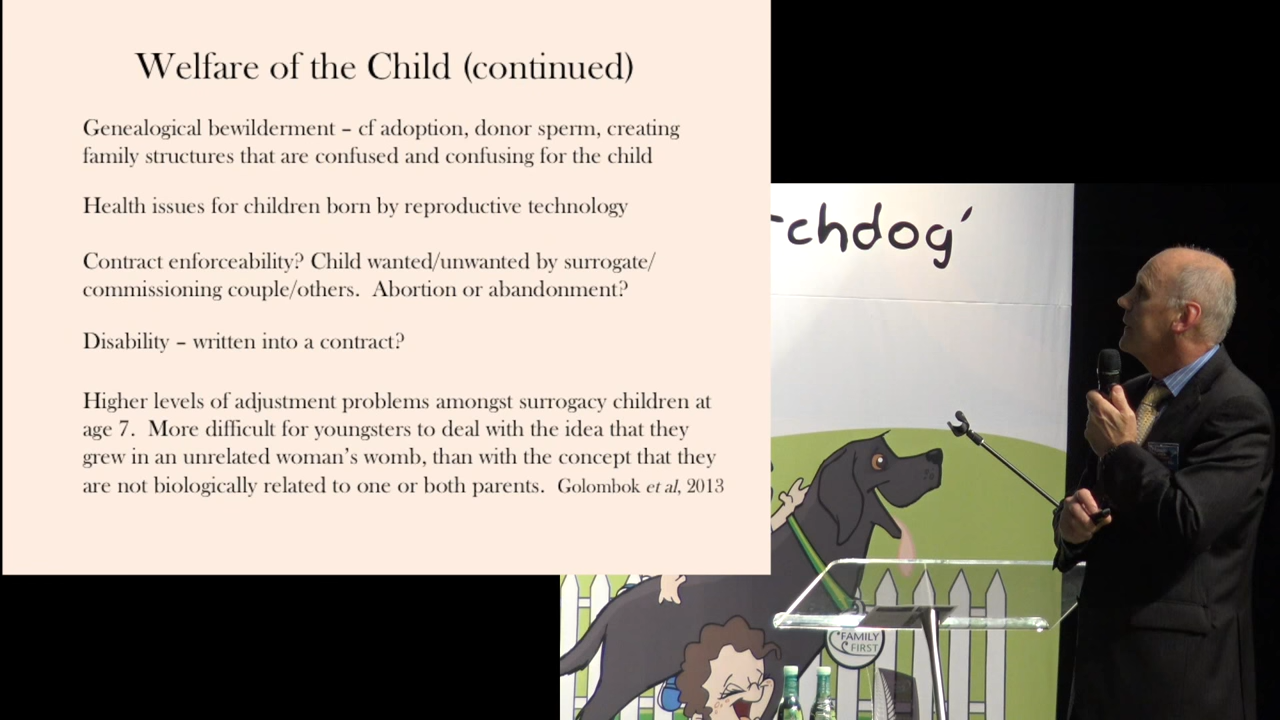 Welfare of the Child (continued)
Genealogical bewilderment – cf adoption, donor sperm, creating
family structures that are confused and confusing for the child
Health issues for children born by reproductive technology
Contract enforceability? Child wanted/unwanted by surrogate/
commissioning couple/others.  Abortion or abandonment?
Disability – written into a contract?
Higher levels of adjustment problems amongst surrogacy children at
age 7.  More difficult for youngsters to deal with the idea that they
grew in an unrelated woman's womb, than with the concept that they
are not biologically related to one or both parents.  Golombok et al, 2013
chdog'
FAMILY
FIRST